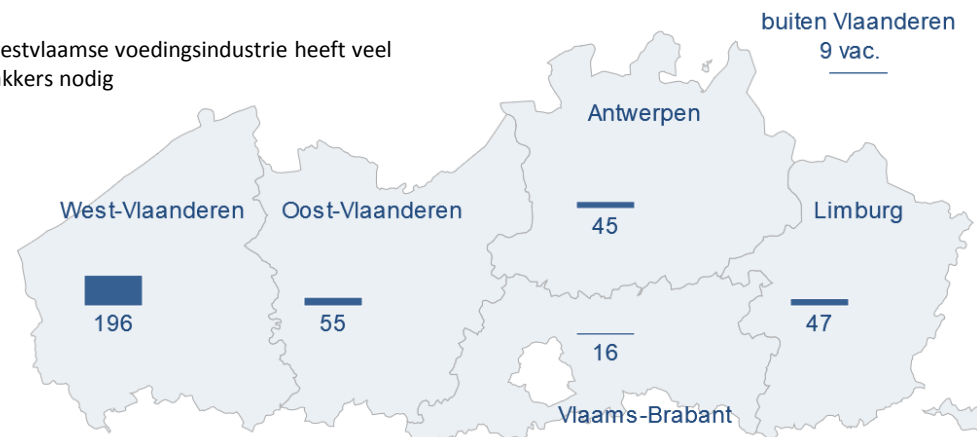 estvlaamse voedingsindustrie heeft veel
kkers nodig
buiten Vlaanderen
9 vac.
Antwerpen
45
West-Vlaanderen
196
Oost-Vlaanderen
55
Limburg
47
16
Vlaams-Brabant